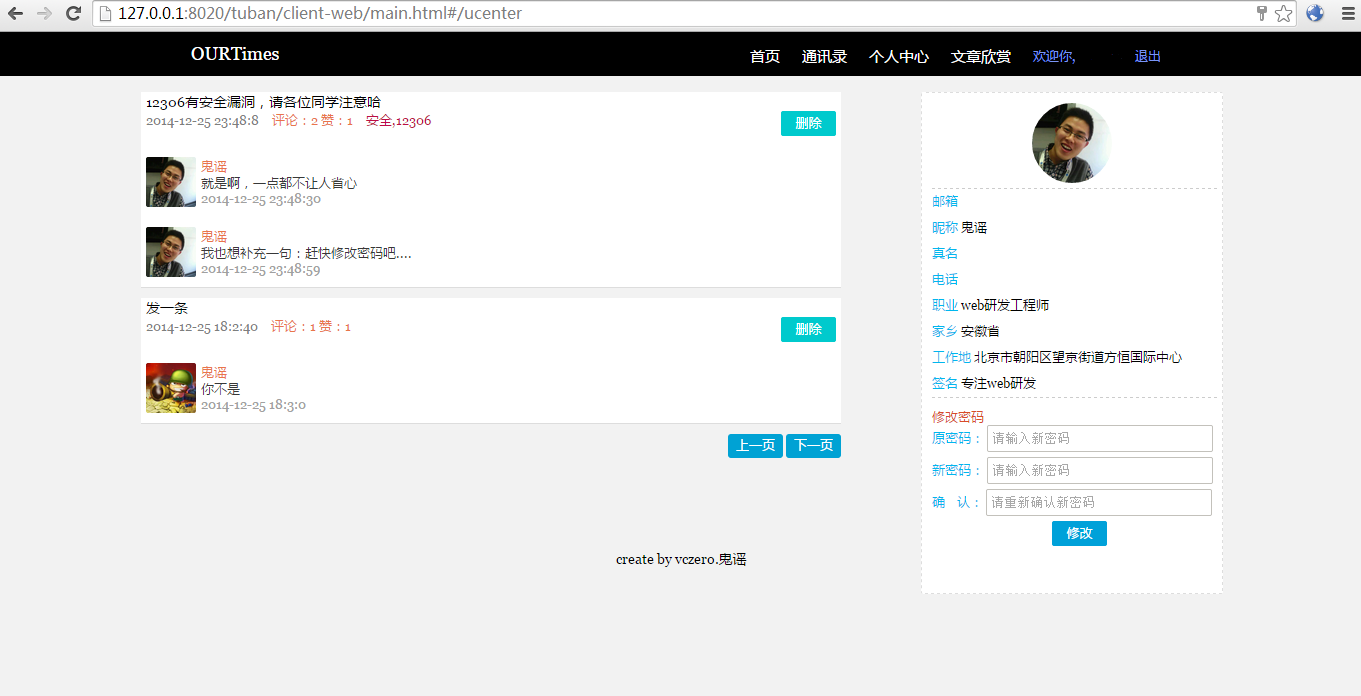 127.0.0.1:8020/tuban/client-web/main.html#/ucenter
OURTimes 首页 通讯录 个人中心 文章欣赏 欢迎你, 退出
12306有安全漏洞，请各位同学注意哈
2014-12-25 23:48:8 评论：2 赞：1 安全,12306
删除
鬼谣
就是啊，一点都不让人省心
2014-12-25 23:48:30
鬼谣
我也想补充一句：赶快修改密码吧....
2014-12-25 23:48:59
发一条
2014-12-25 18:2:40 评论：1 赞：1
删除
鬼谣
你不是
2014-12-25 18:3:0
上一页 下一页
邮箱
昵称 鬼谣
真名
电话
职业 web研发工程师
家乡 安徽省
工作地 北京市朝阳区望京街道方恒国际中心
签名 专注web研发
修改密码
原密码： 请输入新密码
新密码： 请输入新密码
确 认： 请重新确认新密码
修改
create by vczero.鬼谣